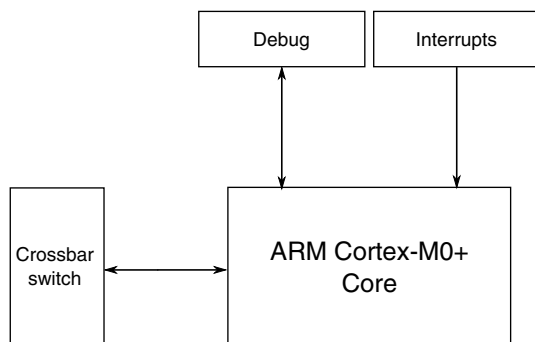 Debug
Interrupts
Crossbar
switch
ARM Cortex-M0+
Core